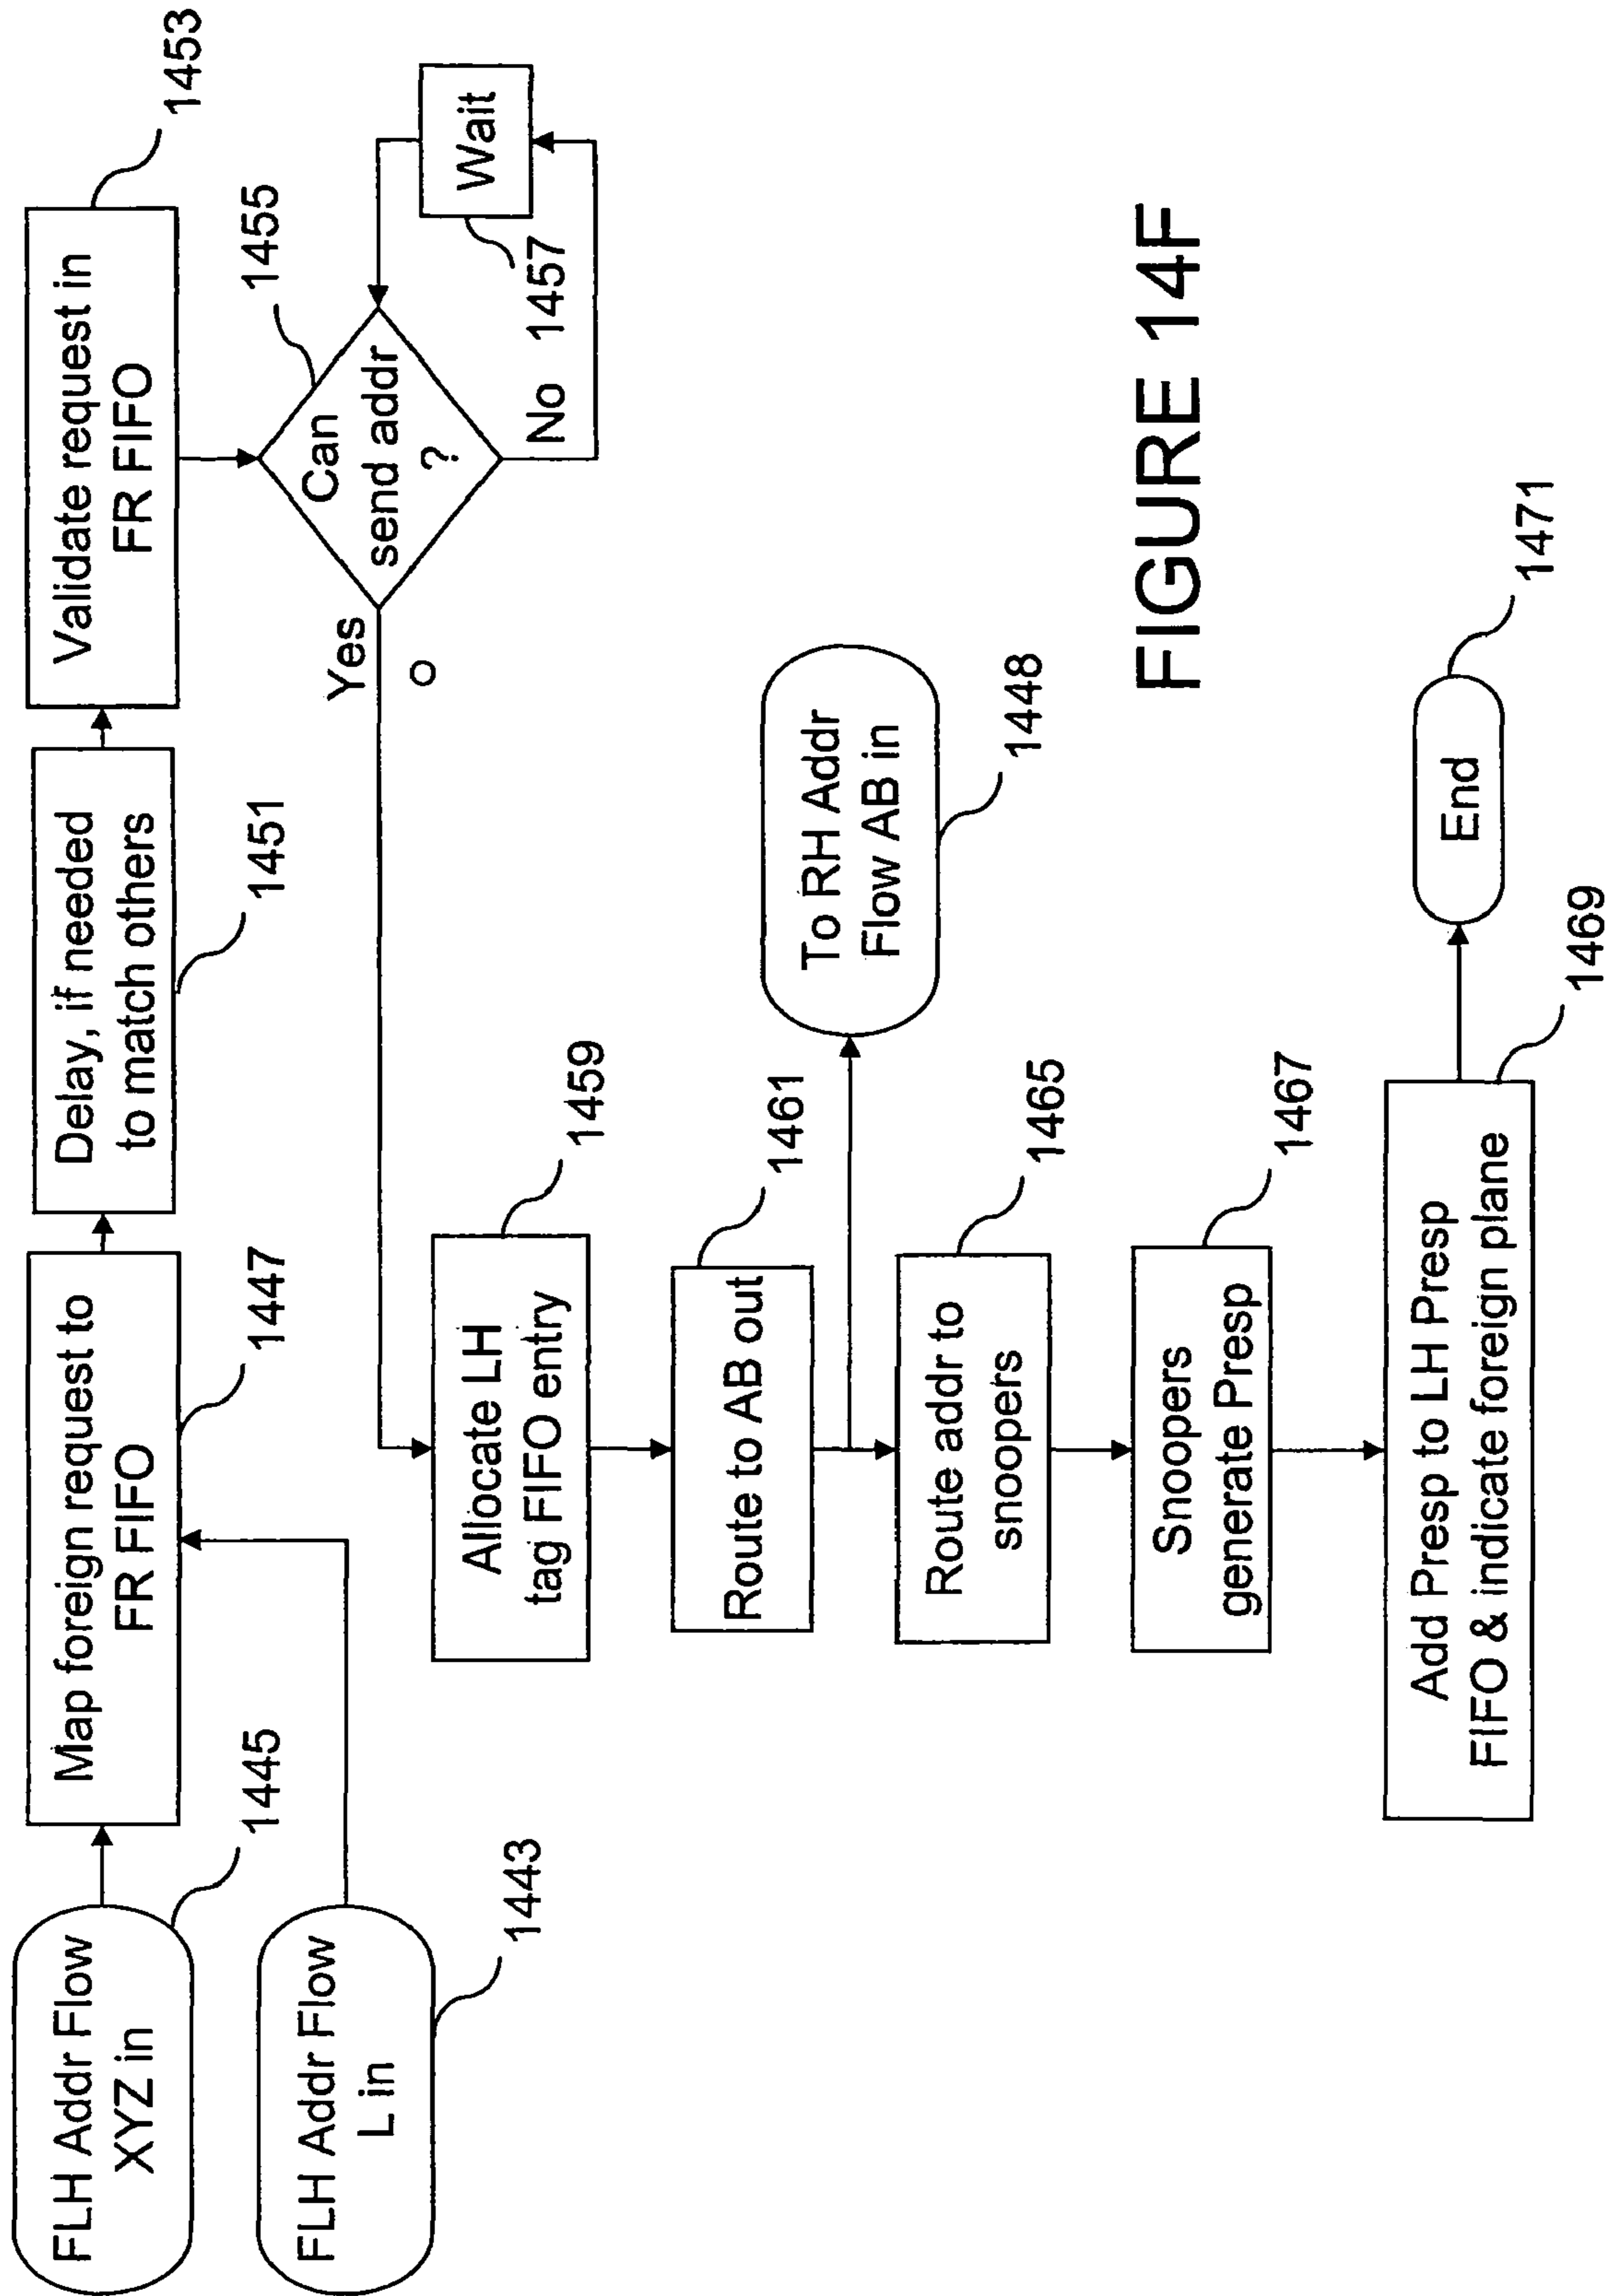 FLH Addr Flow
XYZ in
1445
FLH Addr Flow
L in
1443
Map foreign request to
FR FIFO
1447
Delay, if needed
to match others
1451
Validate request in
FR FIFO
1453
Can
send addr
?
1455
Yes
O
No
Wait
1457
Allocate LH
tag FIFO entry
1459
Route to AB out
1461
To RH Addr
Flow AB in
1448
Route addr to
snoopers
1465
Snoopers
generate Presp
1467
Add Presp to LH Presp
FIFO & indicate foreign plane
1469
End
1471
FIGURE 14F